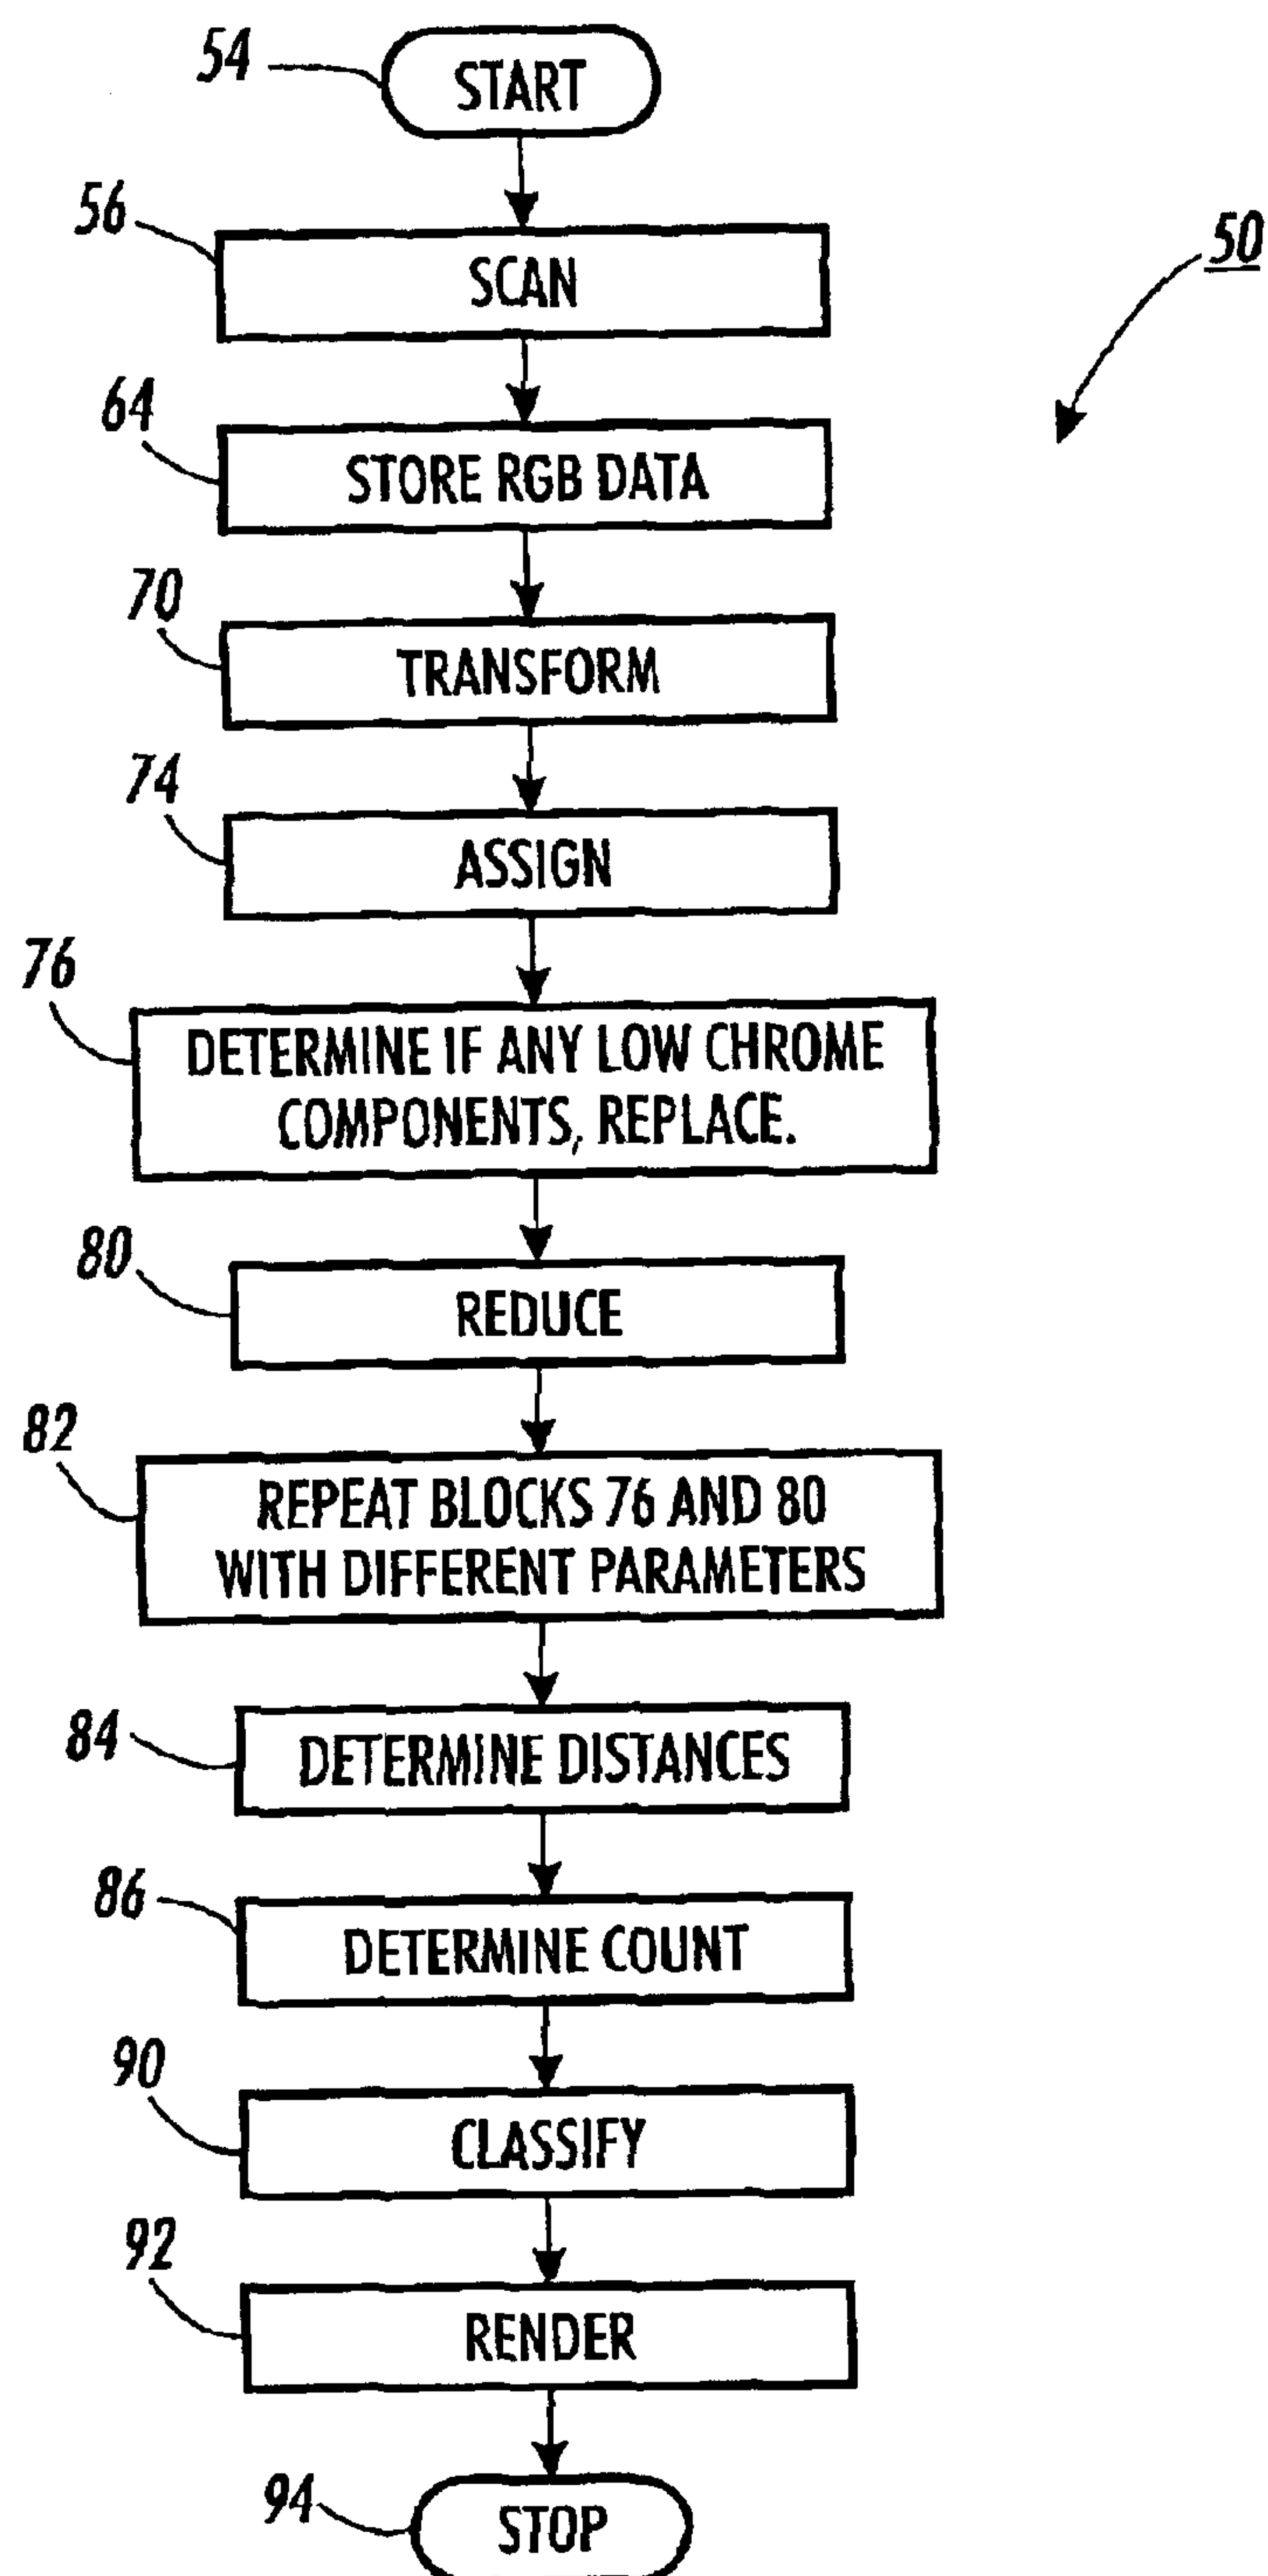 54
START
56
SCAN
50
64
STORE RGB DATA
70
TRANSFORM
74
ASSIGN
76
DETERMINE IF ANY LOW CHROME
COMPONENTS, REPLACE.
80
REDUCE
82
REPEAT BLOCKS 76 AND 80
WITH DIFFERENT PARAMETERS
84
DETERMINE DISTANCES
86
DETERMINE COUNT
90
CLASSIFY
92
RENDER
94
STOP